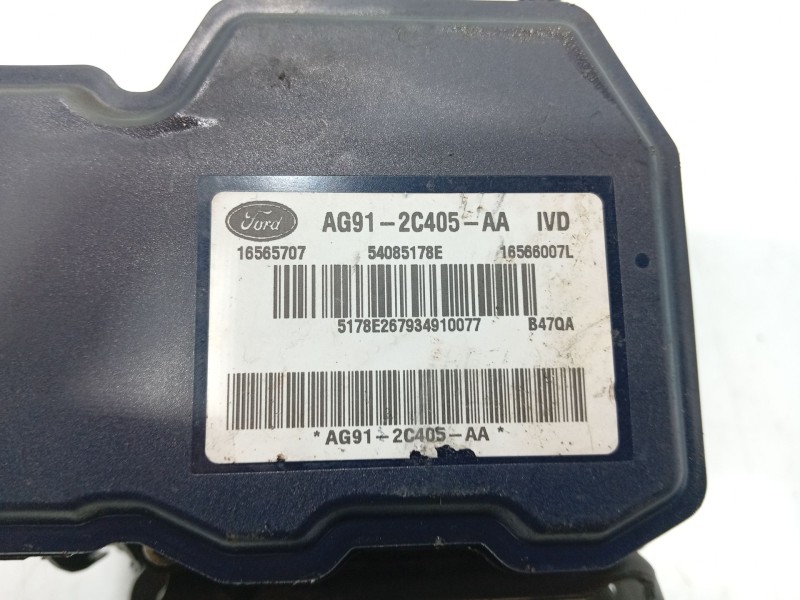 Ford AG91-2C405-AA IVD
16565707 54085178E 16566007L
5178E267934910077 B47QA
*AG91-2C405-AA*